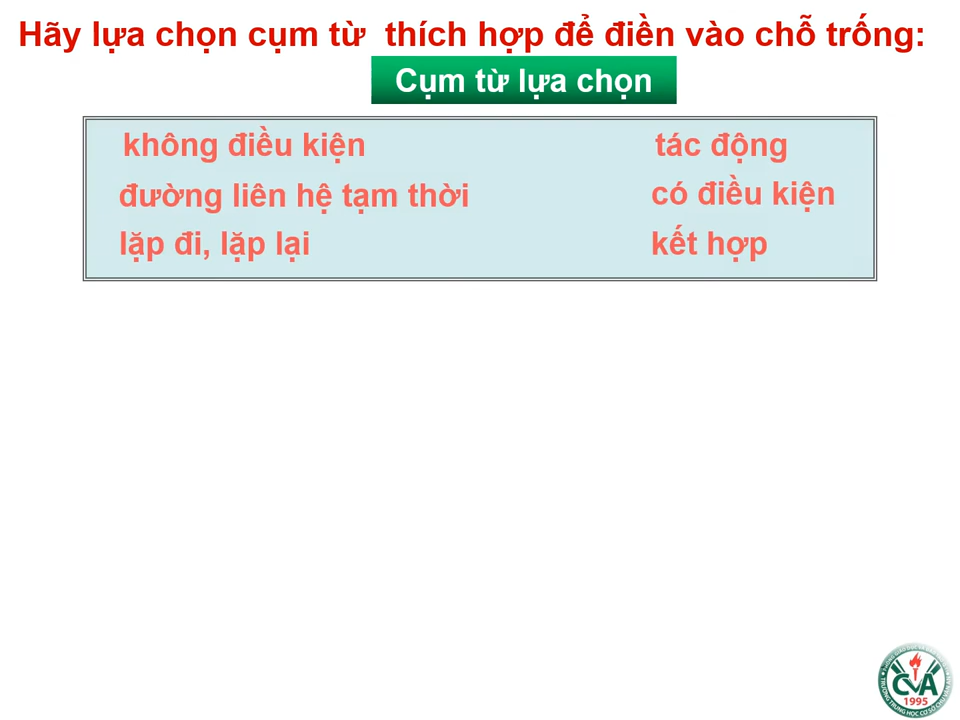 Hãy lựa chọn cụm từ thích hợp để điền vào chỗ trống:
Cụm từ lựa chọn
không điều kiện
tác động
đường liên hệ tạm thời
có điều kiện
lặp đi, lặp lại
kết hợp
CVA
1995